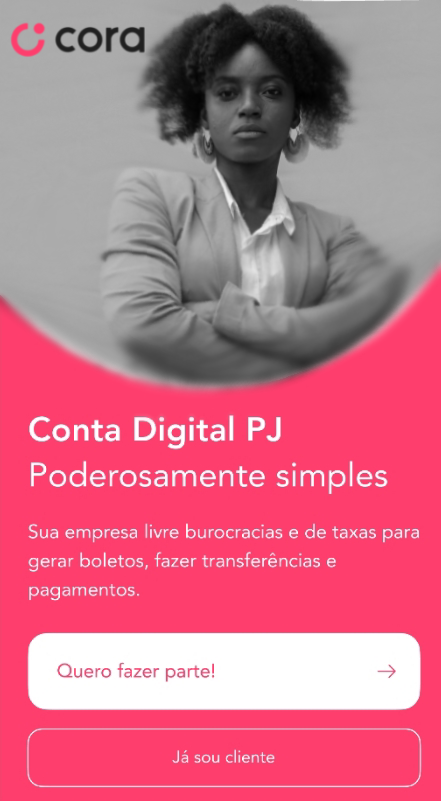 cora
Conta Digital PJ
Poderosamente simples
Sua empresa livre burocracias e de taxas para
gerar boletos, fazer transferências e
pagamentos.
Quero fazer parte!
Já sou cliente